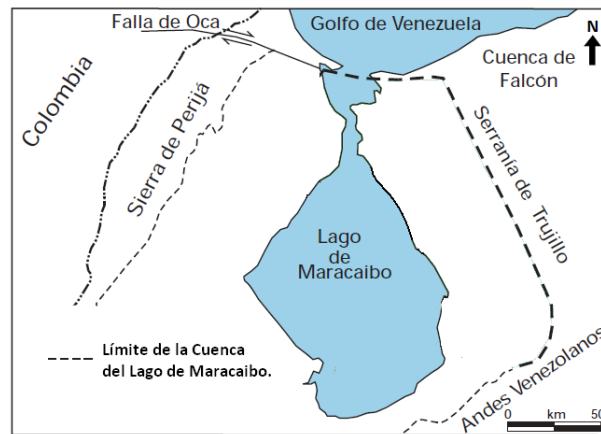 Falla de Oca
Golfo de Venezuela
N
Cuenca de
Falcón
Colombia
Sierra de Perijá
Serranía de Trujillo
Lago
de
Maracaibo
Límite de la Cuenca
del Lago de Maracaibo.
Andes Venezolanos
0 km 50